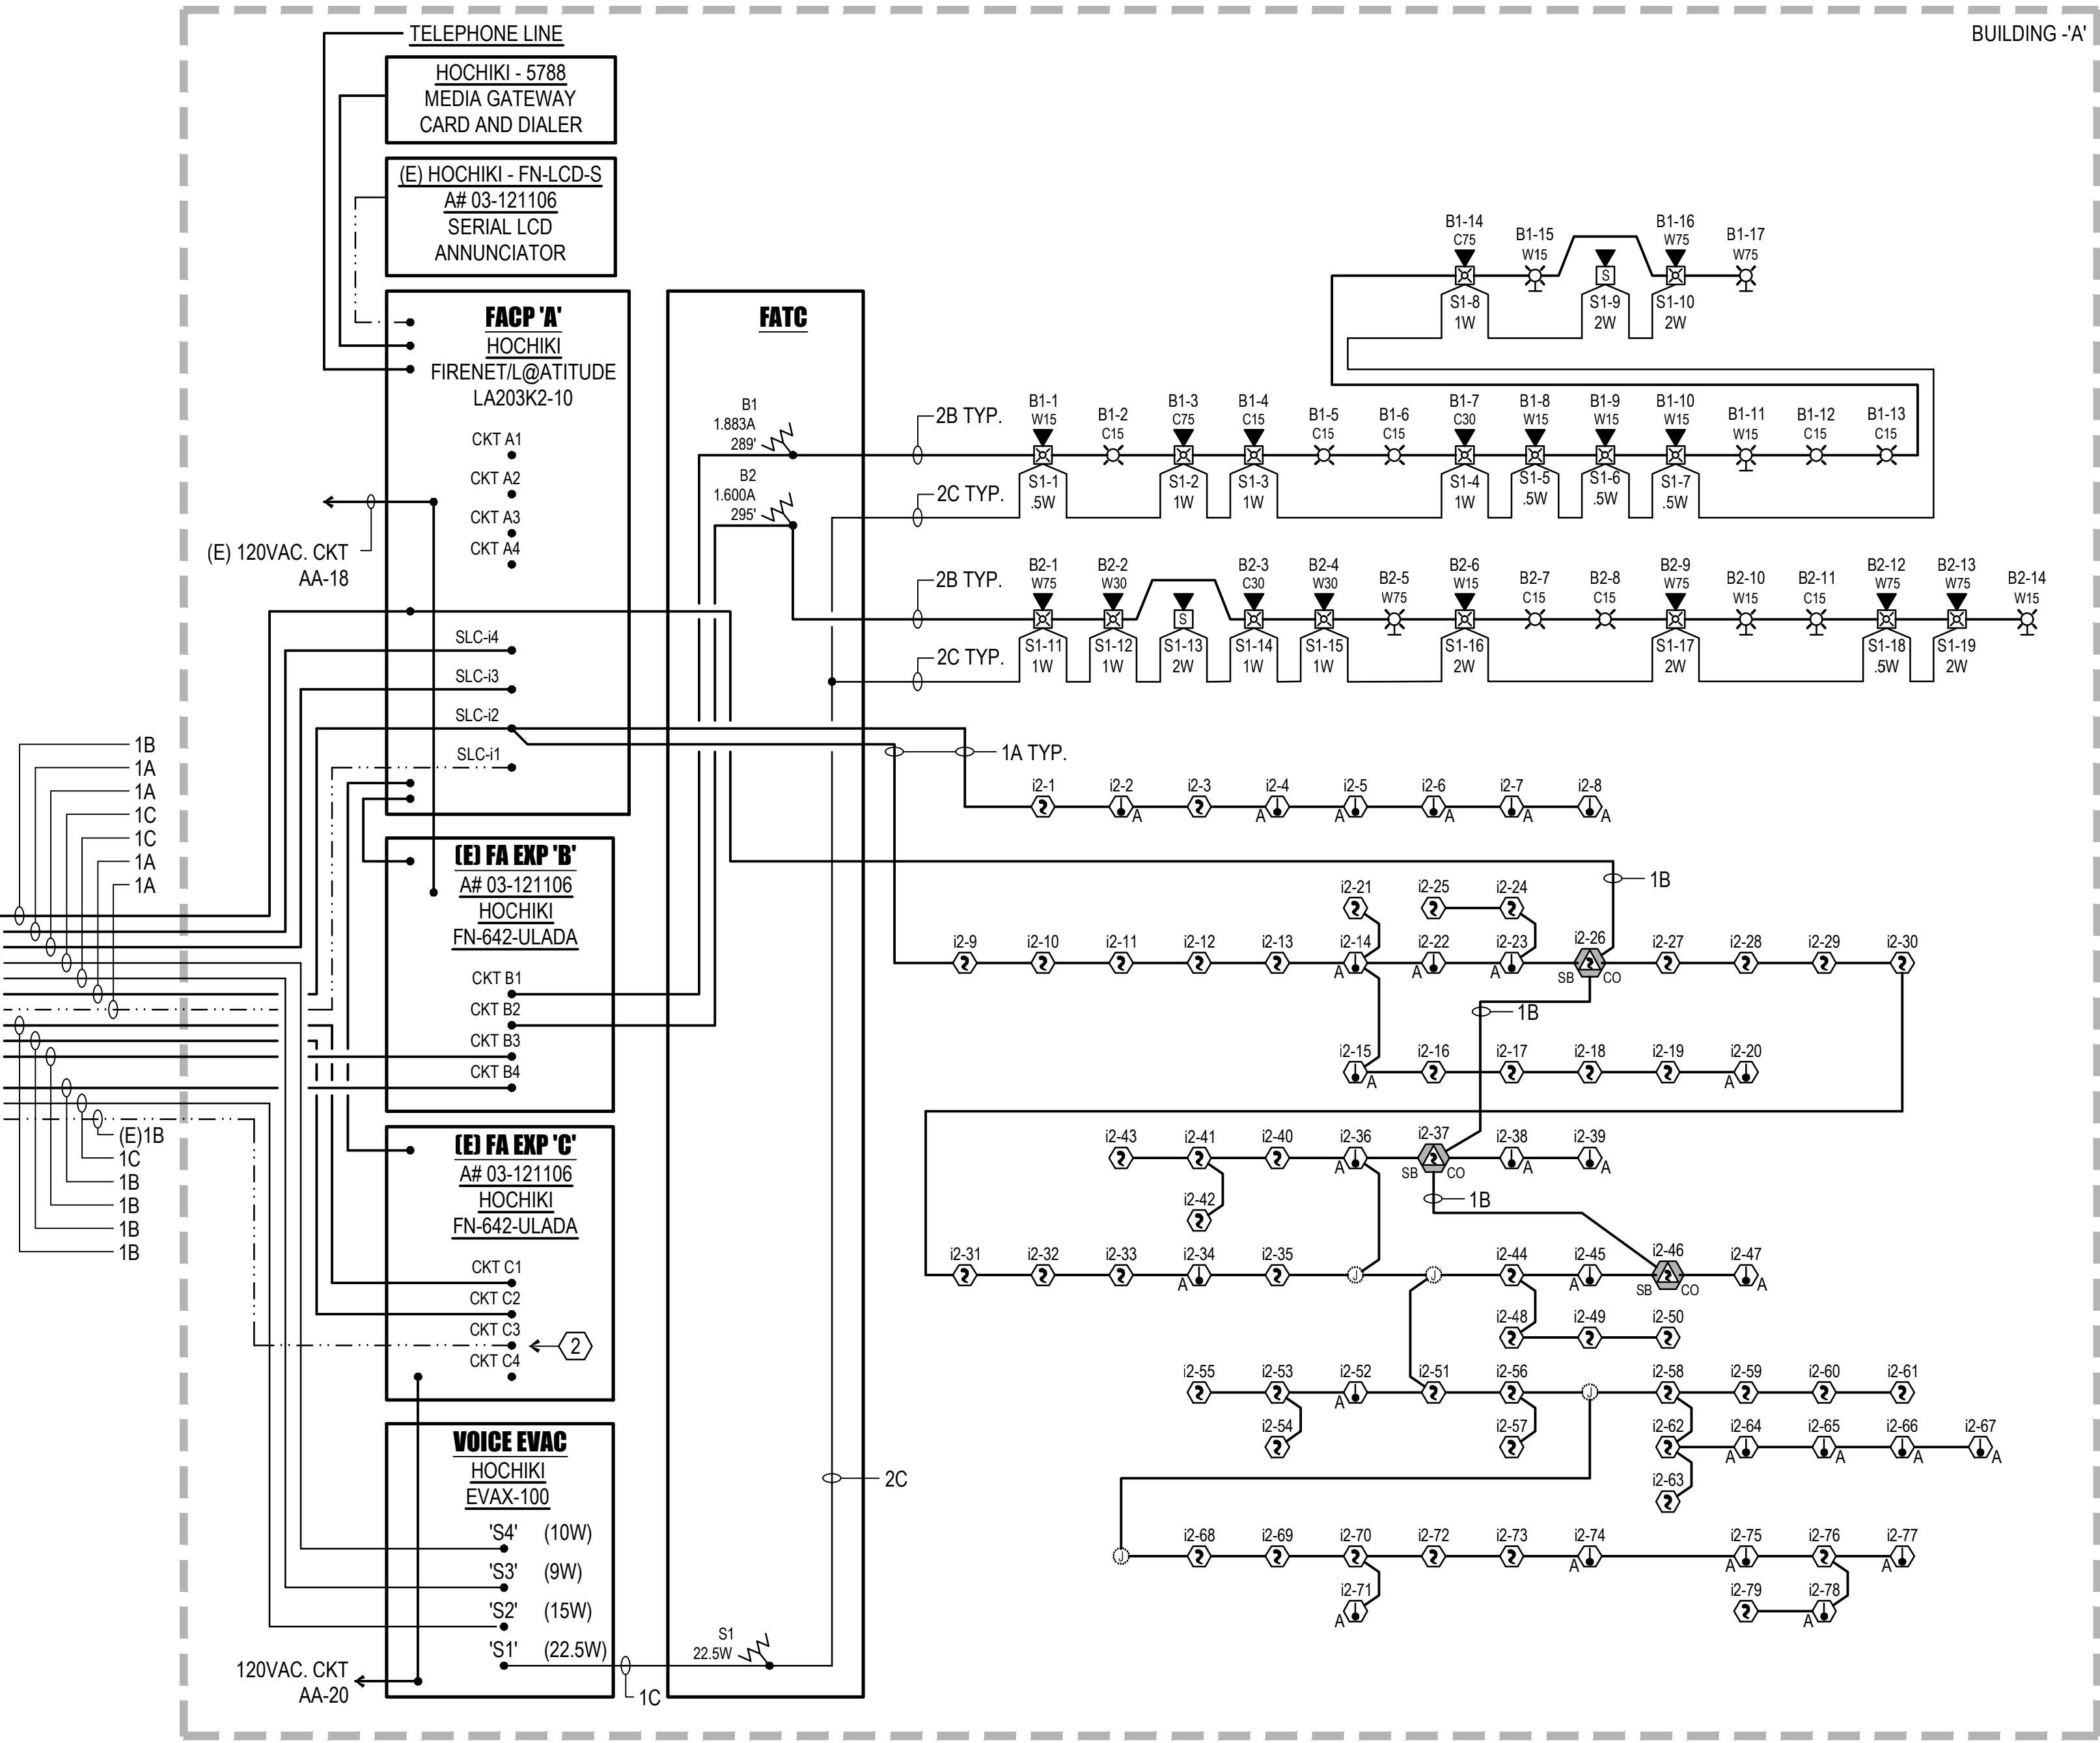 BUILDING -'A'
TELEPHONE LINE
HOCHIKI - 5788
MEDIA GATEWAY
CARD AND DIALER
(E) HOCHIKI - FN-LCD-S
A# 03-121106
SERIAL LCD
ANNUNCIATOR
FACP 'A'
HOCHIKI
FIRENET/L@ATITUDE
LA203K2-10
CKT A1
CKT A2
CKT A3
CKT A4
(E) 120VAC. CKT
AA-18
SLC-i4
SLC-i3
SLC-i2
SLC-i1
(E) FA EXP 'B'
A# 03-121106
HOCHIKI
FN-642-ULADA
CKT B1
CKT B2
CKT B3
CKT B4
(E) FA EXP 'C'
A# 03-121106
HOCHIKI
FN-642-ULADA
CKT C1
CKT C2
CKT C3
2
CKT C4
VOICE EVAC
HOCHIKI
EVAX-100
'S4' (10W)
'S3' (9W)
'S2' (15W)
'S1' (22.5W)
120VAC. CKT
AA-20
1C
1B
1A
1A
1C
1C
1A
1A
(E)1B
1C
1B
1B
1B
1B
FATC
B1
1.883A
289'
B2
1.600A
295'
S1
22.5W
2C
B1-14 B1-15 B1-16 B1-17
C75 W15 W75 W75
S
S1-8 S1-9 S1-10
1W 2W 2W
2B TYP.
B1-1 B1-2 B1-3 B1-4 B1-5 B1-6 B1-7 B1-8 B1-9 B1-10 B1-11 B1-12 B1-13
W15 C15 C75 C15 C15 C15 C30 W15 W15 W15 W15 C15 C15
2C TYP.
S1-1 S1-2 S1-3 S1-4 S1-5 S1-6 S1-7
.5W 1W 1W 1W .5W .5W .5W
2B TYP.
B2-1 B2-2 B2-3 B2-4 B2-5 B2-6 B2-7 B2-8 B2-9 B2-10 B2-11 B2-12 B2-13 B2-14
W75 W30 C30 W30 W75 W15 C15 C15 W75 W15 C15 W75 W75 W15
S
2C TYP.
S1-11 S1-12 S1-13 S1-14 S1-15 S1-16 S1-17 S1-18 S1-19
1W 1W 2W 1W 1W 2W 2W .5W 2W
1A TYP.
i2-1 i2-2 i2-3 i2-4 i2-5 i2-6 i2-7 i2-8
A A A A A A
1B
i2-21 i2-25 i2-24
i2-9 i2-10 i2-11 i2-12 i2-13 i2-14 i2-22 i2-23 i2-26 i2-27 i2-28 i2-29 i2-30
A A A SB CO
1B
i2-15 i2-16 i2-17 i2-18 i2-19 i2-20
A A
i2-43 i2-41 i2-40 i2-36 i2-37 i2-38 i2-39
A SB CO A A
i2-42
1B
i2-31 i2-32 i2-33 i2-34 i2-35 J J i2-44 i2-45 i2-46 i2-47
A A SB CO A
i2-48 i2-49 i2-50
i2-55 i2-53 i2-52 i2-51 i2-56 J i2-58 i2-59 i2-60 i2-61
A
i2-54 i2-57 i2-62 i2-64 i2-65 i2-66 i2-67
A A A A
i2-63
J i2-68 i2-69 i2-70 i2-72 i2-73 i2-74 i2-75 i2-76 i2-77
A A A
i2-71 i2-79 i2-78
A A